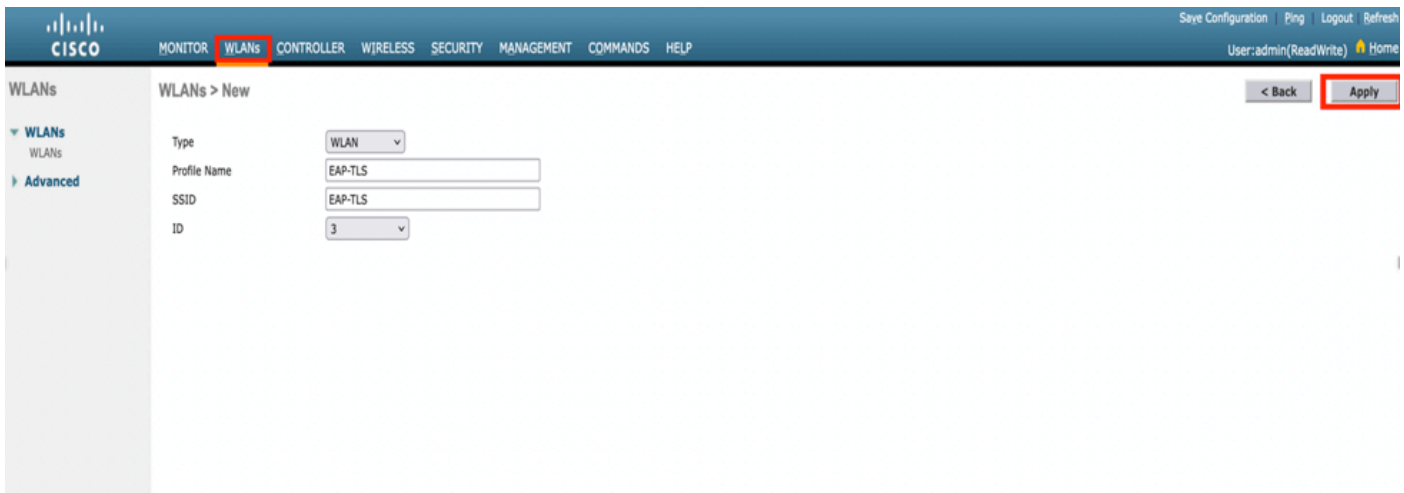 Save Configuration | Ping | Logout | Refresh
CISCO
MONITOR WLANs CONTROLLER WIRELESS SECURITY MANAGEMENT COMMANDS HELP
User:admin(ReadWrite) Home
WLANs
WLANs > New
< Back
Apply
WLANs
WLANs
Advanced
Type WLAN
Profile Name EAP-TLS
SSID EAP-TLS
ID 3